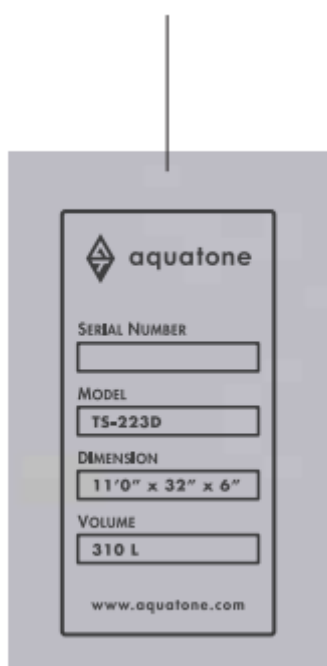 aquatone
SERIAL NUMBER
MODEL
TS-223D
DIMENSION
11'0" x 32" x 6"
VOLUME
310 L
www.aquatone.com